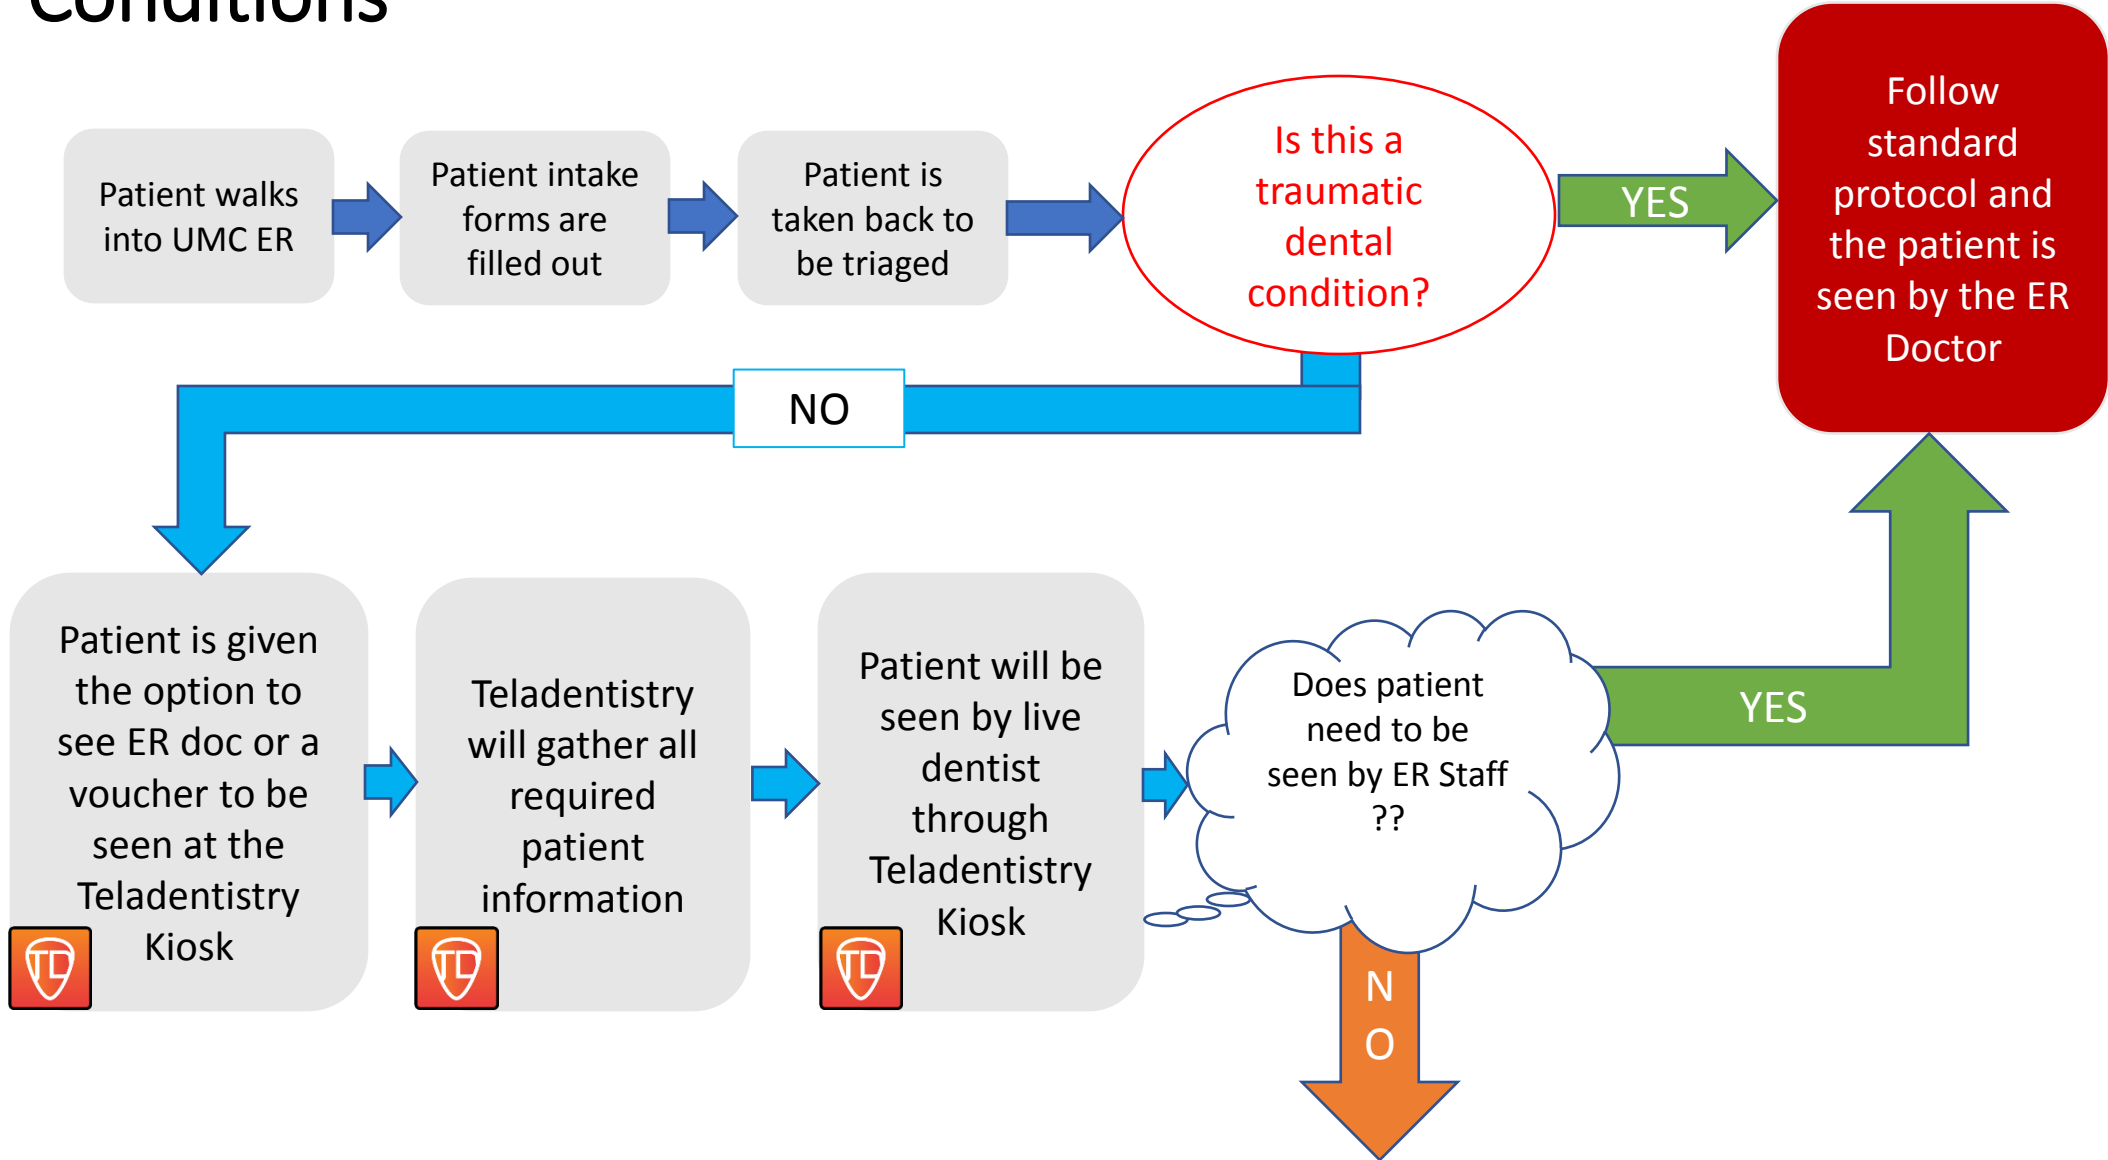 Conditions
Patient walks
into UMC ER
Patient intake
forms are
filled out
Patient is
taken back to
be triaged
Is this a
traumatic
dental
condition?
YES
Follow
standard
protocol and
the patient is
seen by the ER
Doctor
NO
Patient is given
the option to
see ER doc or a
voucher to be
seen at the
Teladentistry
Kiosk
TD
Teladentistry
will gather all
required
patient
information
TD
Patient will be
seen by live
dentist
through
Teladentistry
Kiosk
TD
Does patient
need to be
seen by ER Staff
??
YES
N
O